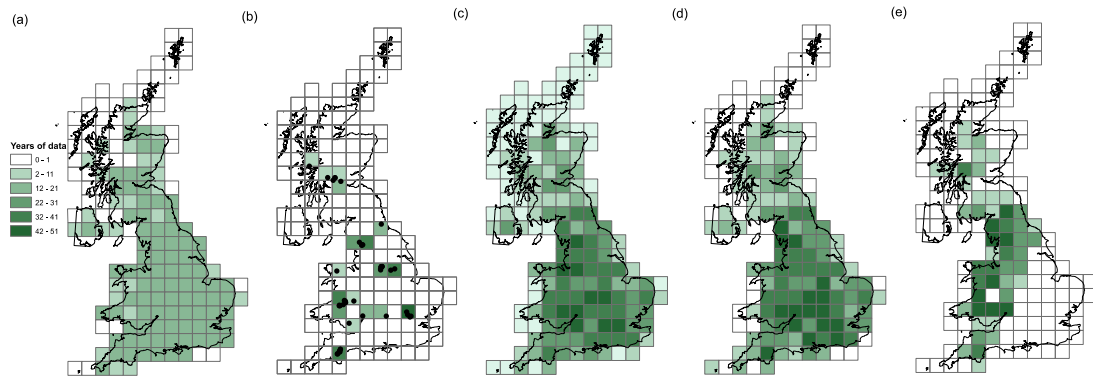 (a)
(b)
(c)
(d)
(e)
Years of data
0 - 1
2 - 11
12 - 21
22 - 31
32 - 41
42 - 51